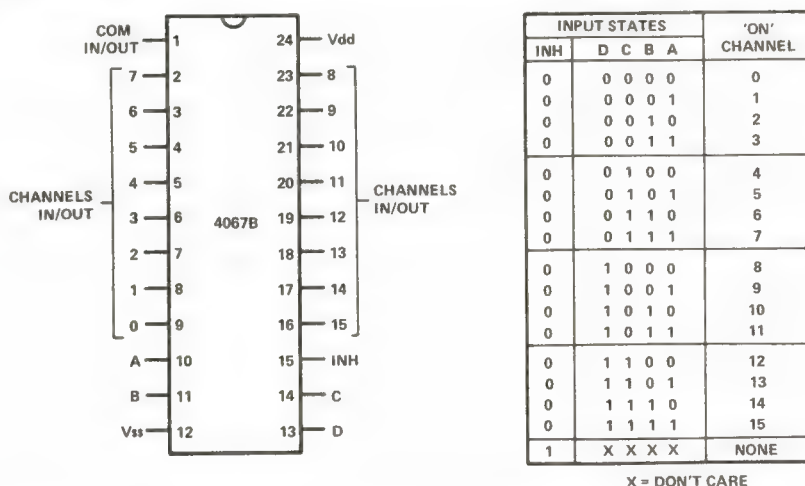 COM
IN/OUT
1
24
Vdd
7
2
23
8
6
3
22
9
5
4
21
10
4
5
20
11
CHANNELS
IN/OUT
CHANNELS
IN/OUT
3
6
4067B
19
12
2
7
18
13
1
8
17
14
0
9
16
15
A
10
15
INH
B
11
14
C
Vss
12
13
D
INPUT STATES
'ON'
CHANNEL
INH
D C B A
0 0 0 0 0 0
0 0 0 0 1 1
0 0 0 1 0 2
0 0 0 1 1 3
0 0 1 0 0 4
0 0 1 0 1 5
0 0 1 1 0 6
0 0 1 1 1 7
0 1 0 0 0 8
0 1 0 0 1 9
0 1 0 1 0 10
0 1 0 1 1 11
0 1 1 0 0 12
0 1 1 0 1 13
0 1 1 1 0 14
0 1 1 1 1 15
1 X X X X NONE
X = DON'T CARE